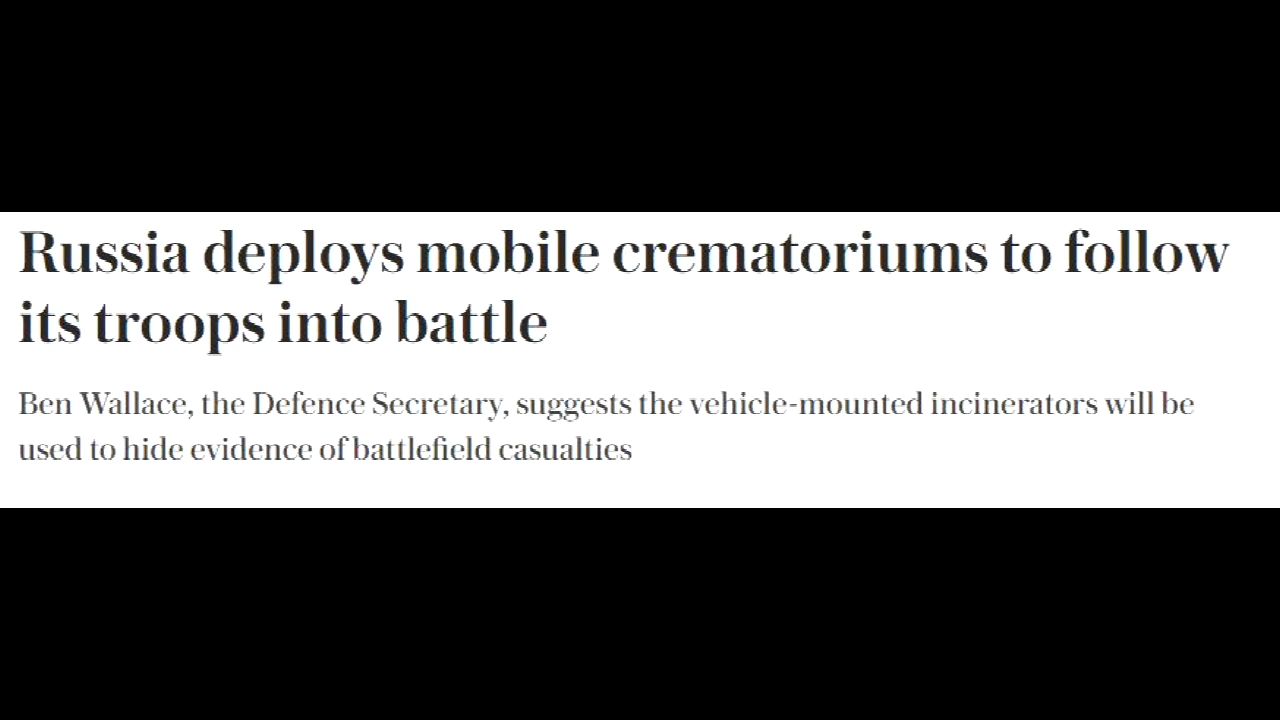 Russia deploys mobile crematoriums to follow
its troops into battle
Ben Wallace, the Defence Secretary, suggests the vehicle-mounted incinerators will be
used to hide evidence of battlefield casualties